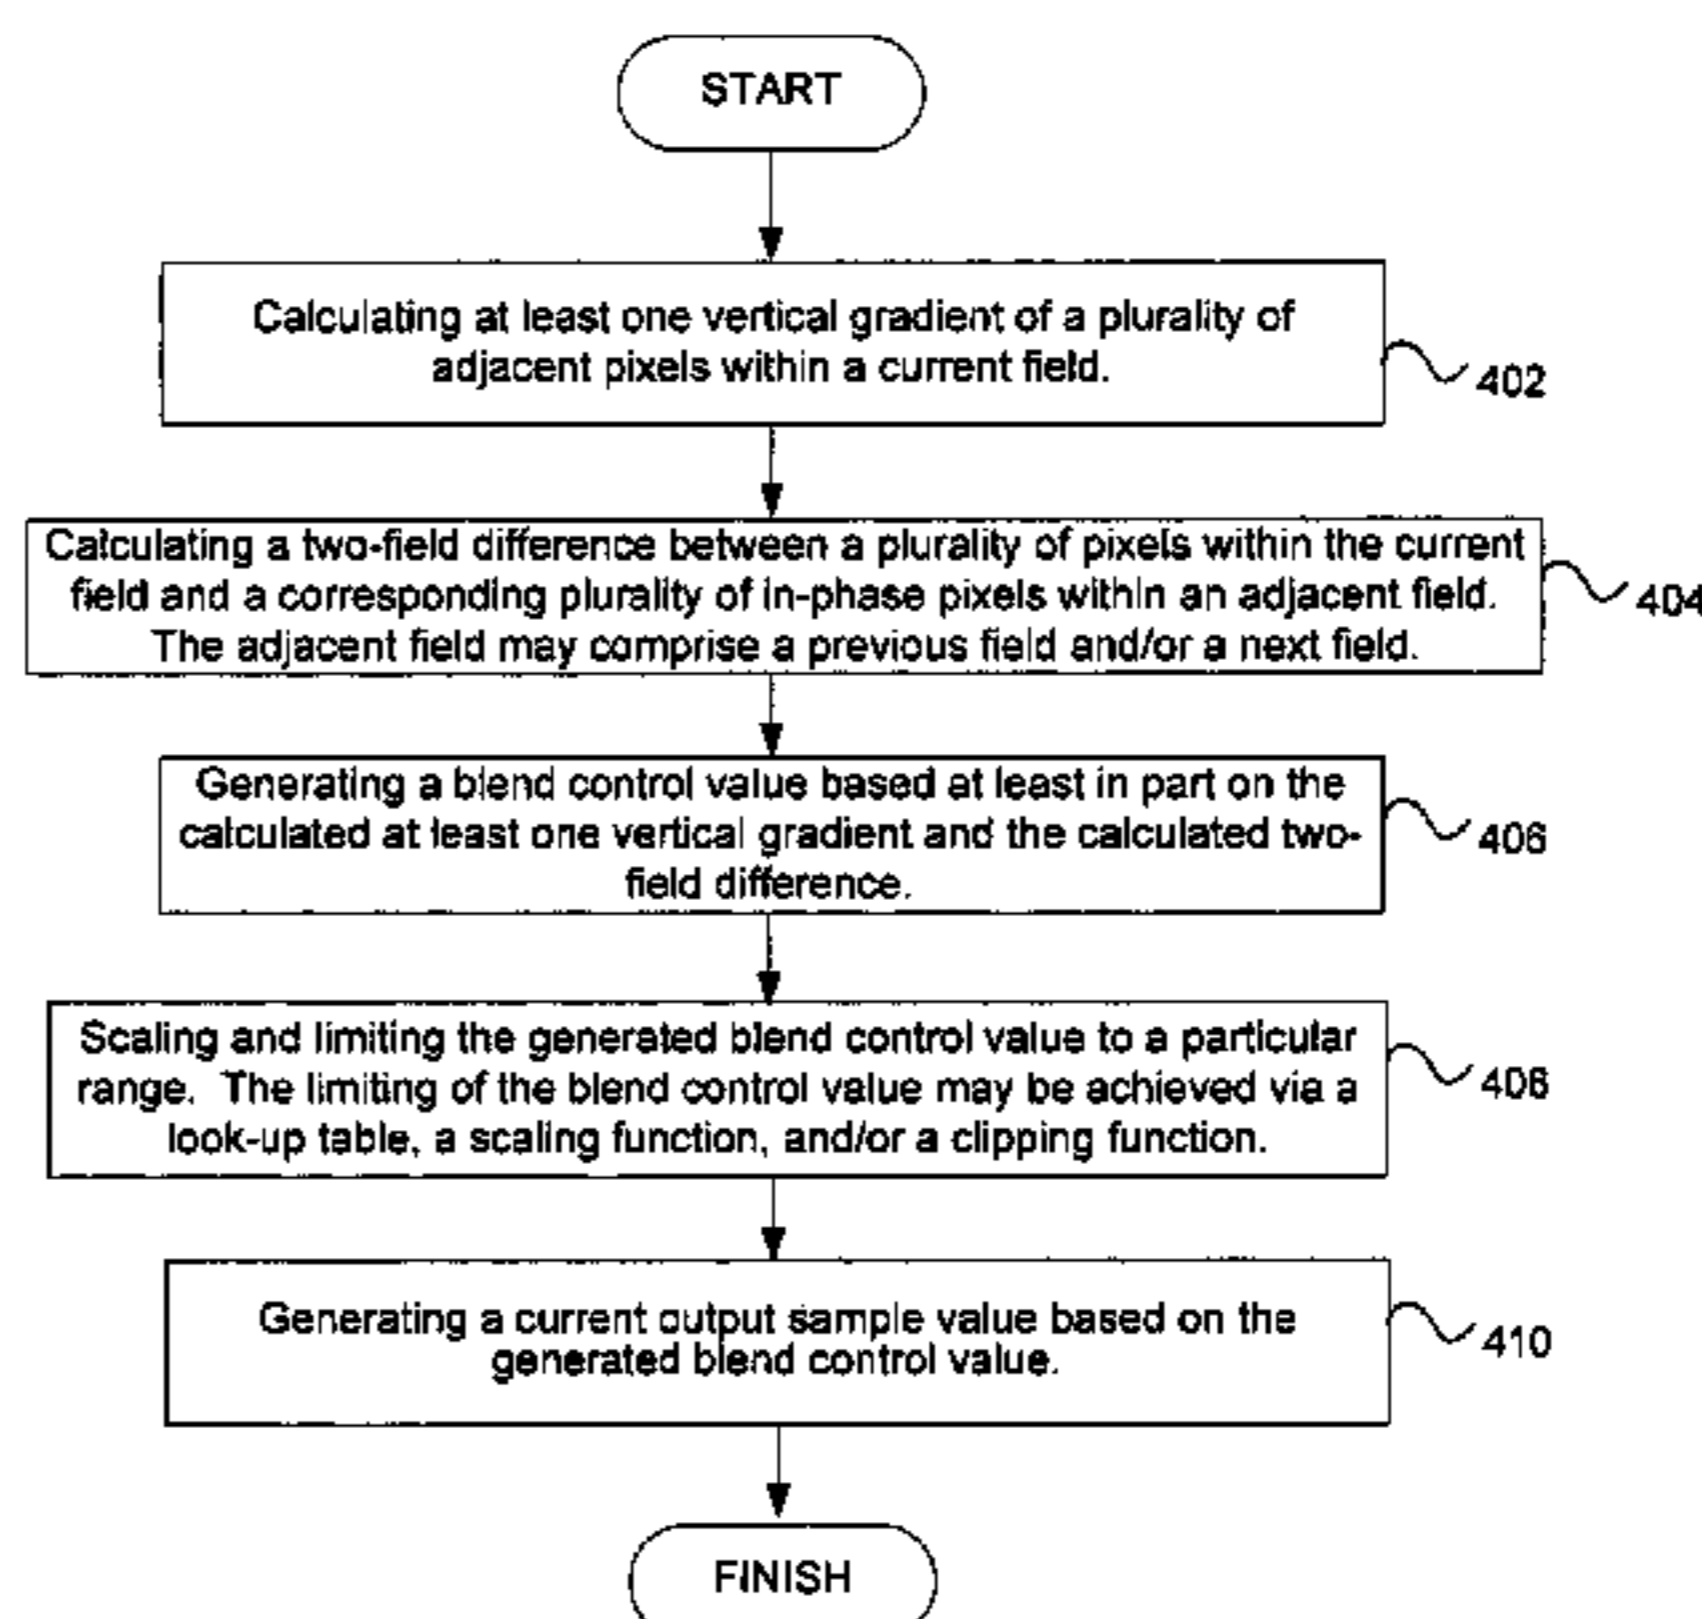 START
Calculating at least one vertical gradient of a plurality of
adjacent pixels within a current field.
402
Calculating a two-field difference between a plurality of pixels within the current
field and a corresponding plurality of in-phase pixels within an adjacent field.
The adjacent field may comprise a previous field and/or a next field.
404
Generating a blend control value based at least in part on the
calculated at least one vertical gradient and the calculated two-
field difference.
406
Scaling and limiting the generated blend control value to a particular
range. The limiting of the blend control value may be achieved via a
look-up table, a scaling function, and/or a clipping function.
408
Generating a current output sample value based on the
generated blend control value.
410
FINISH